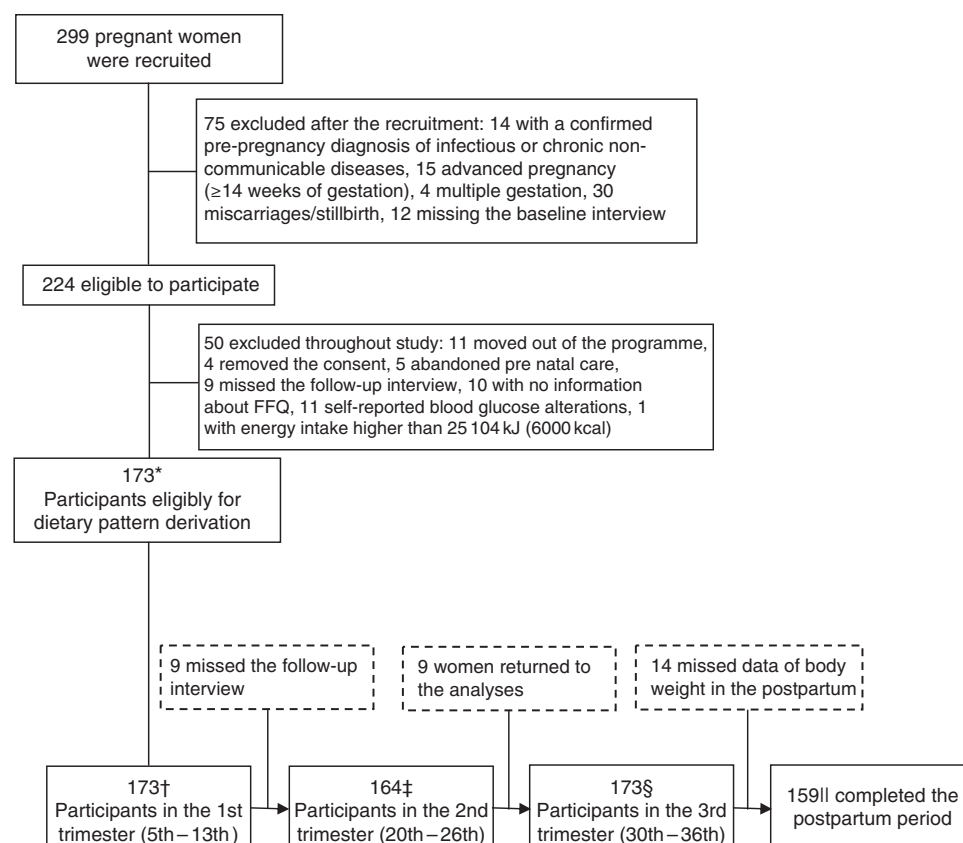 299 pregnant women
were recruited
75 excluded after the recruitment: 14 with a confirmed
pre-pregnancy diagnosis of infectious or chronic non-
communicable diseases, 15 advanced pregnancy
(≥14 weeks of gestation), 4 multiple gestation, 30
miscarriages/stillbirth, 12 missing the baseline interview
224 eligible to participate
50 excluded throughout study: 11 moved out of the programme,
4 removed the consent, 5 abandoned pre natal care,
9 missed the follow-up interview, 10 with no information
about FFQ, 11 self-reported blood glucose alterations, 1
with energy intake higher than 25 104 kJ (6000 kcal)
173*
Participants eligibly for
dietary pattern derivation
9 missed the follow-up
interview
9 women returned to
the analyses
14 missed data of body
weight in the postpartum
173†
Participants in the 1st
trimester (5th–13th)
164‡
Participants in the 2nd
trimester (20th–26th)
173§
Participants in the 3rd
trimester (30th–36th)
159ǁ completed the
postpartum period